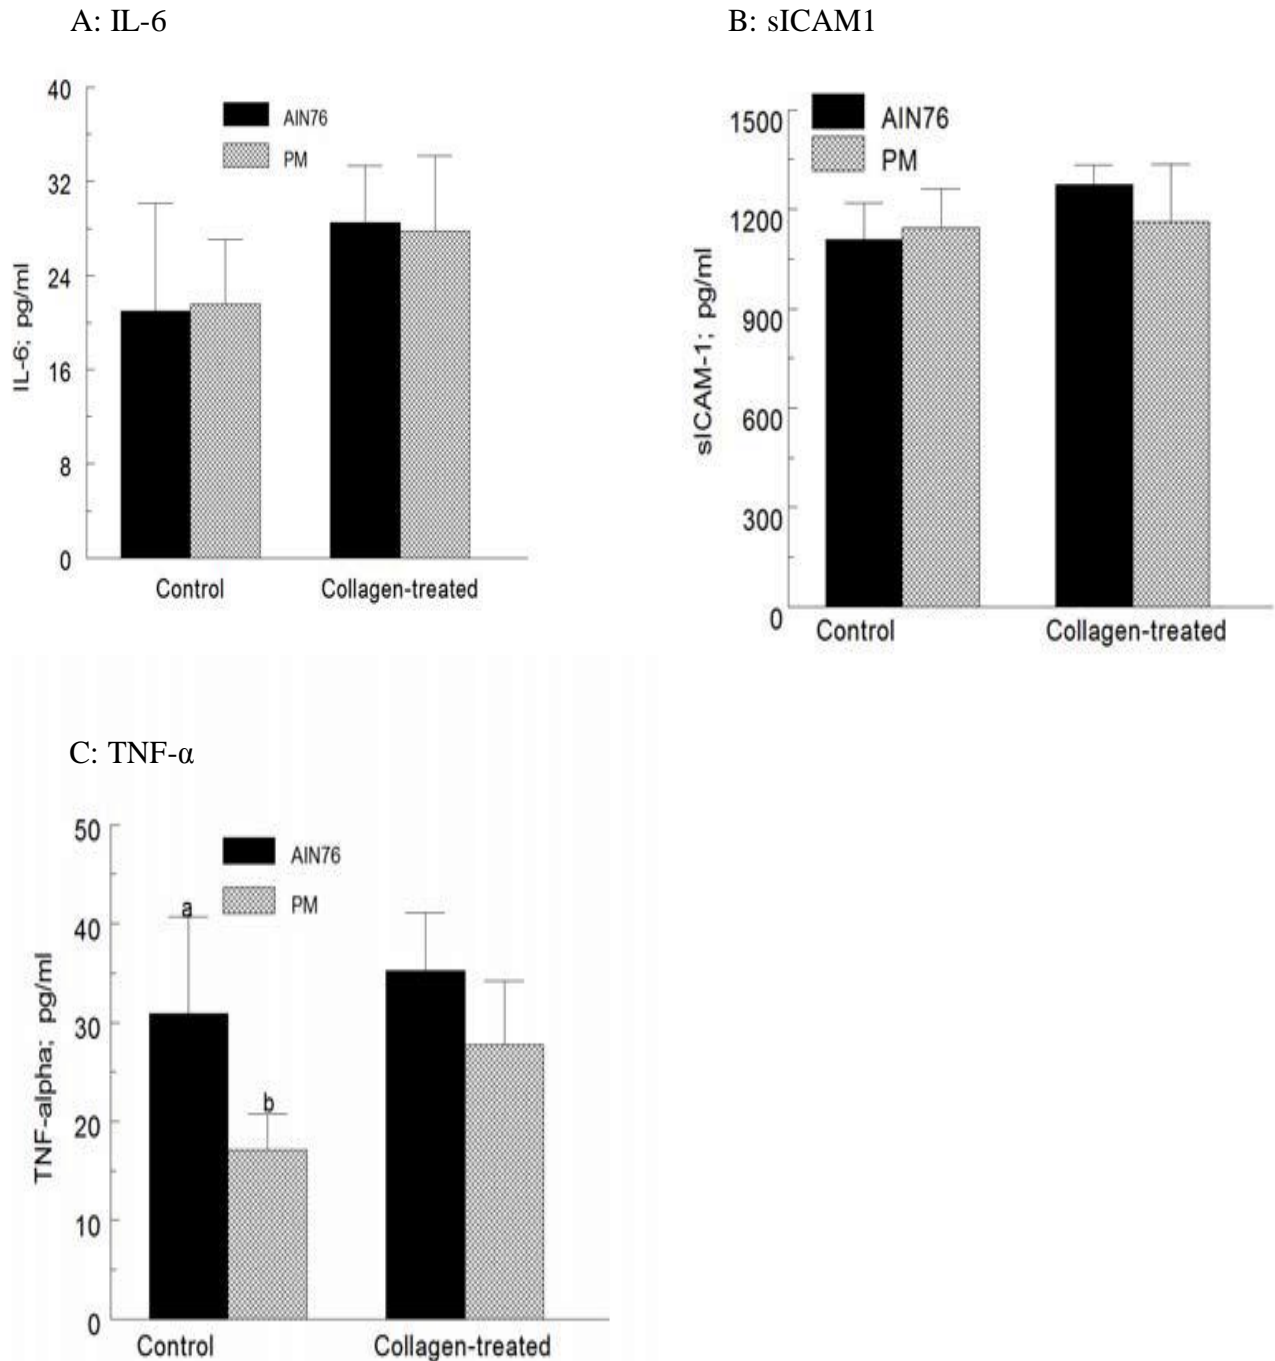 A: IL-6
40
32
24
16
8
0
IL-6; pg/ml
AIN76
PM
Control
Collagen-treated
B: sICAM1
1500
1200
900
600
300
0
sICAM-1; pg/ml
AIN76
PM
Control
Collagen-treated
C: TNF-α
50
40
30
20
10
0
TNF-alpha; pg/ml
AIN76
PM
a
b
Control
Collagen-treated